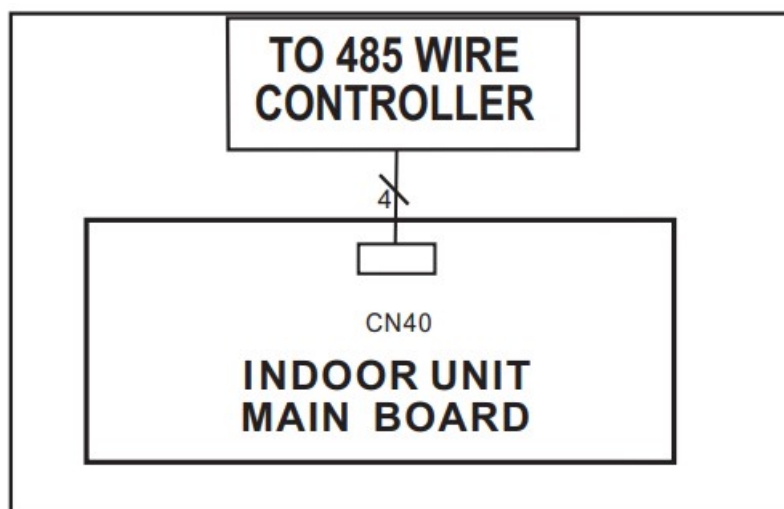 TO 485 WIRE
CONTROLLER
4
CN40
INDOOR UNIT
MAIN BOARD